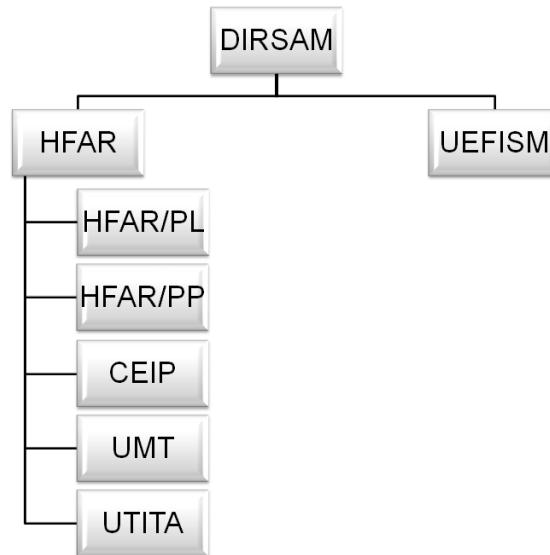 DIRSAM
HFAR
UEFISM
HFAR/PL
HFAR/PP
CEIP
UMT
UTITA